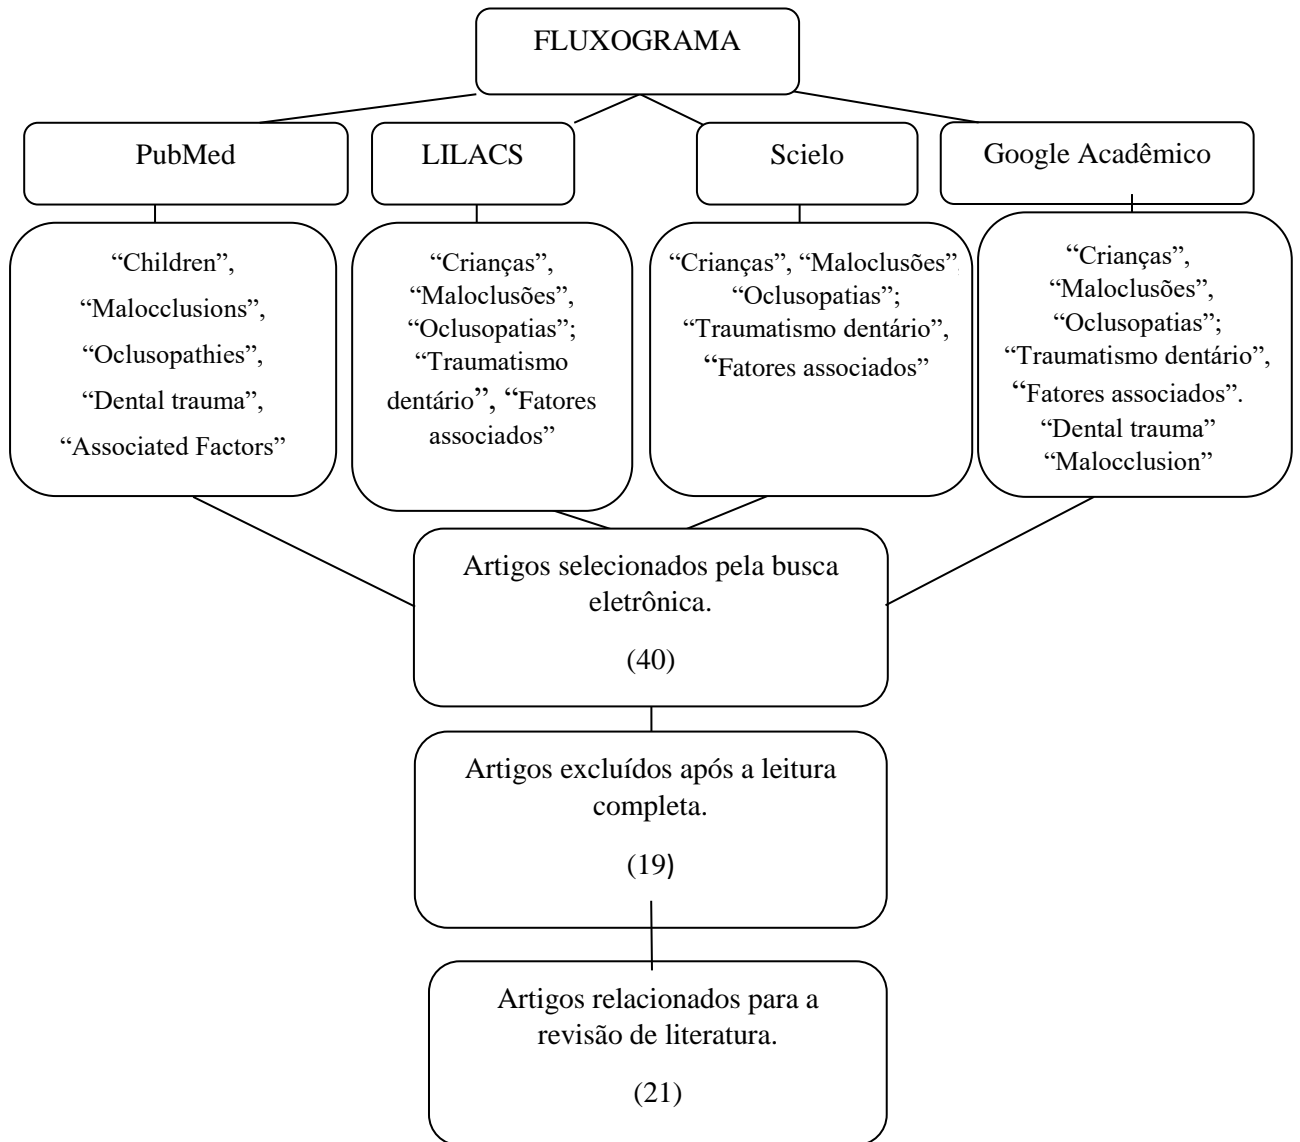 FLUXOGRAMA
PubMed
LILACS
Scielo
Google Acadêmico
“Children”,
“Malocclusions”,
“Oclusopathies”,
“Dental trauma”,
“Associated Factors”
“Crianças”,
“Maloclusões”,
“Oclusopatias”;
“Traumatismo
dentário”, “Fatores
associados”
“Crianças”, “Maloclusões”,
“Oclusopatias”;
“Traumatismo dentário”,
“Fatores associados”
“Crianças”,
“Maloclusões”,
“Oclusopatias”;
“Traumatismo dentário”,
“Fatores associados”.
“Dental trauma”
“Malocclusion”
Artigos selecionados pela busca
eletrônica.
(40)
Artigos excluídos após a leitura
completa.
(19)
Artigos relacionados para a
revisão de literatura.
(21)